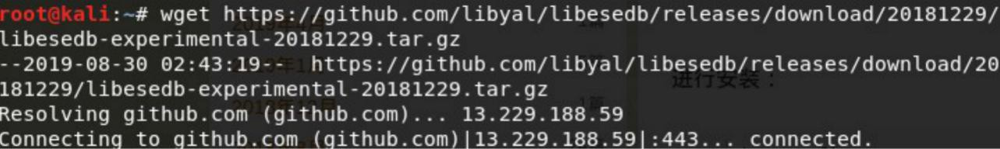 root@kali:~# wget https://github.com/libyal/libesedb/releases/download/20181229/
libesedb-experimental-20181229.tar.gz
--2019-08-30 02:43:19--  https://github.com/libyal/libesedb/releases/download/20
181229/libesedb-experimental-20181229.tar.gz
进行安装：
Resolving github.com (github.com)... 13.229.188.59
Connecting to github.com (github.com)|13.229.188.59|:443... connected.